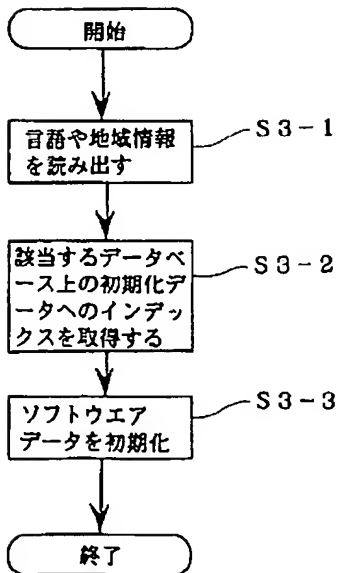 開始
言語や地域情報
を読み出す
S3-1
該当するデータベ
ース上の初期化デ
ータへのインデッ
クスを取得する
S3-2
ソフトウエア
データを初期化
S3-3
終了